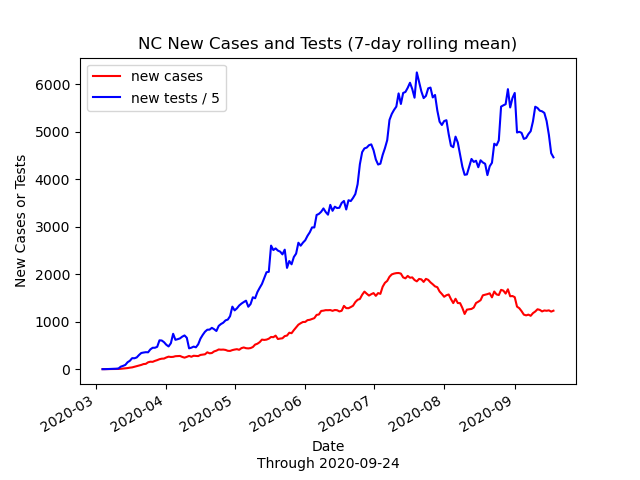 NC New Cases and Tests (7-day rolling mean)
new cases
new tests / 5
6000
5000
4000
3000
2000
1000
0
New Cases or Tests
2020-03
2020-04
2020-05
2020-06
2020-07
2020-08
2020-09
Date
Through 2020-09-24